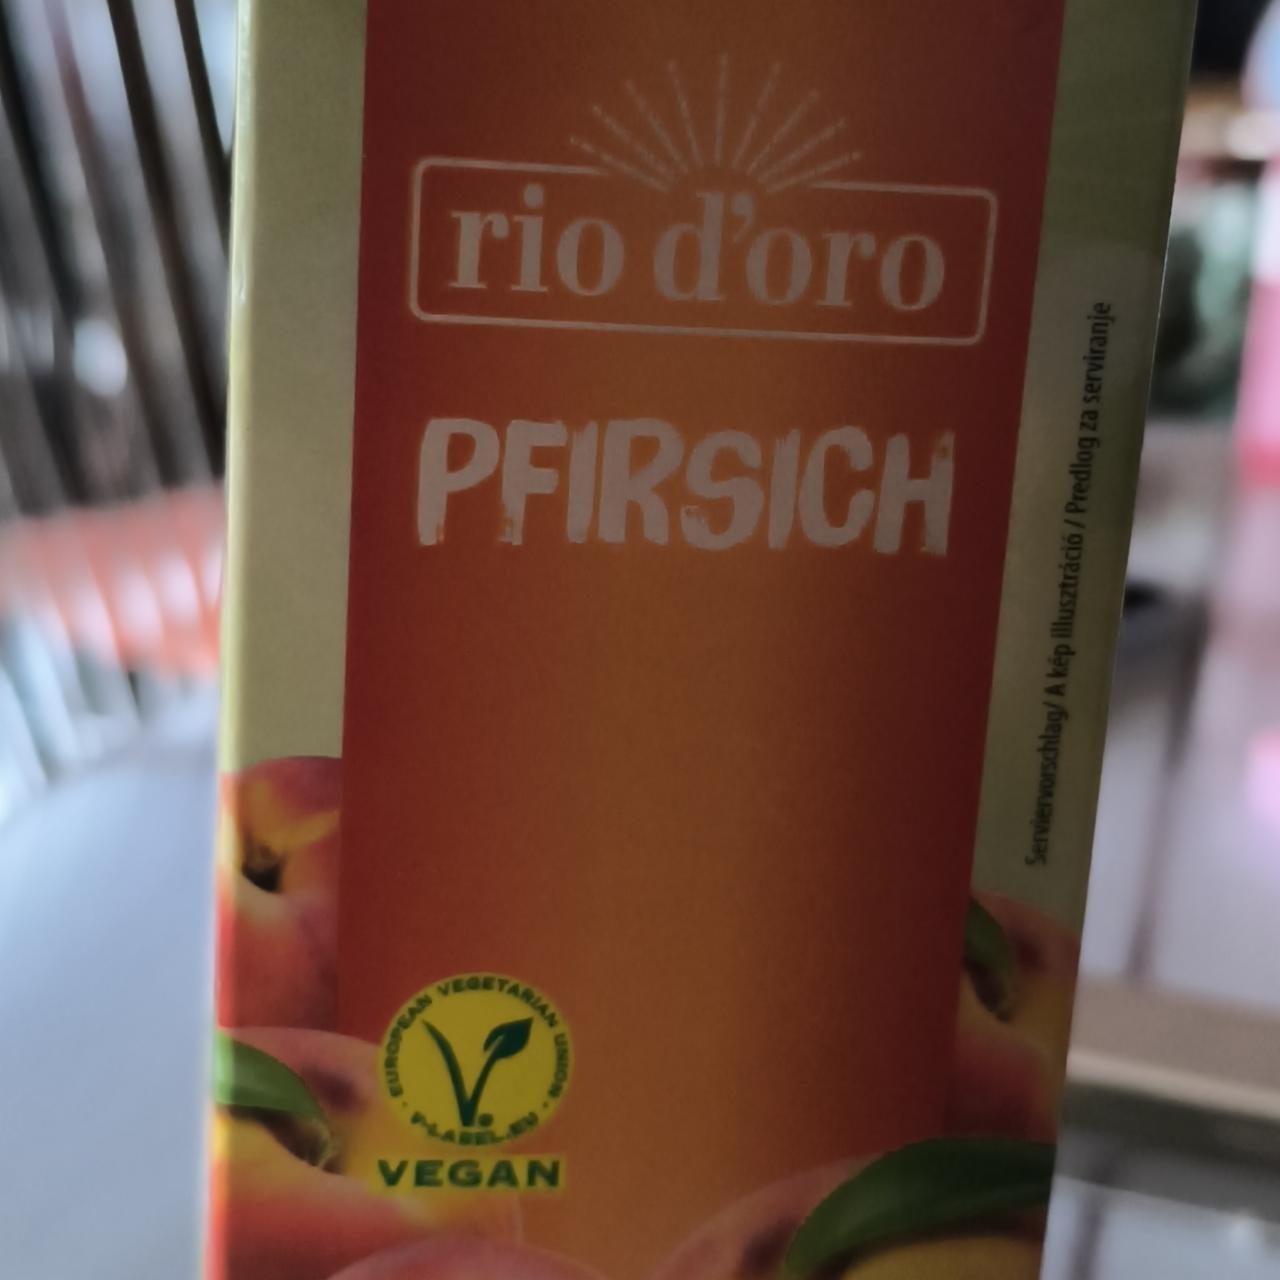 rio d'oro
PFIRSICH
Serviervorschlag/ A kép illusztráció / Predlog za serviranje
EUROPEAN VEGETARIAN UNION
V-LABEL.EU
VEGAN